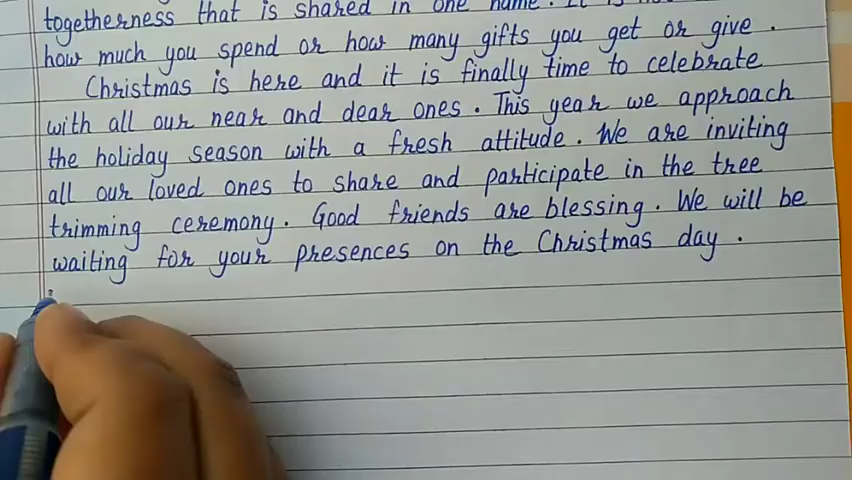 togetherness that is shared in one name. It is
how much you spend or how many gifts you get or give.
Christmas is here and it is finally time to celebrate
with all our near and dear ones. This year we approach
the holiday season with a fresh attitude. We are inviting
all our loved ones to share and participate in the tree
trimming ceremony. Good friends are blessing. We will be
waiting for your presences on the Christmas day.